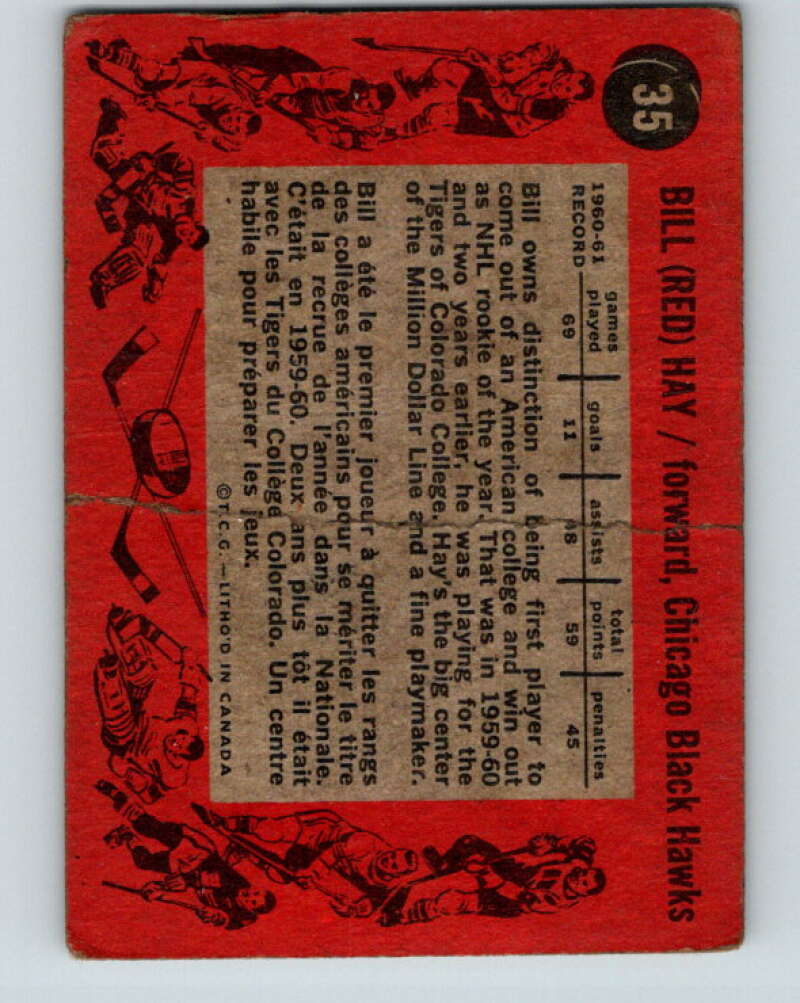 35
BILL (RED) HAY / forward, Chicago Black Hawks
1960-61 RECORD games played goals assists total points penalties
69 11 48 59 45
Bill owns distinction of being first player to
come out of an American college and win out
as NHL rookie of the year. That was in 1959-60
and two years earlier, he was playing for the
Tigers of Colorado College. Hay's the big center
of the Million Dollar Line and a fine playmaker.
Bill a été le premier joueur à quitter les rangs
des collèges américains pour se mériter le titre
de la recrue de l'année dans la Nationale.
C'était en 1959-60. Deux ans plus tôt il était
avec les Tigers du Collège Colorado. Un centre
habile pour préparer les jeux.
©T.C.G.—LITHO'D IN CANADA